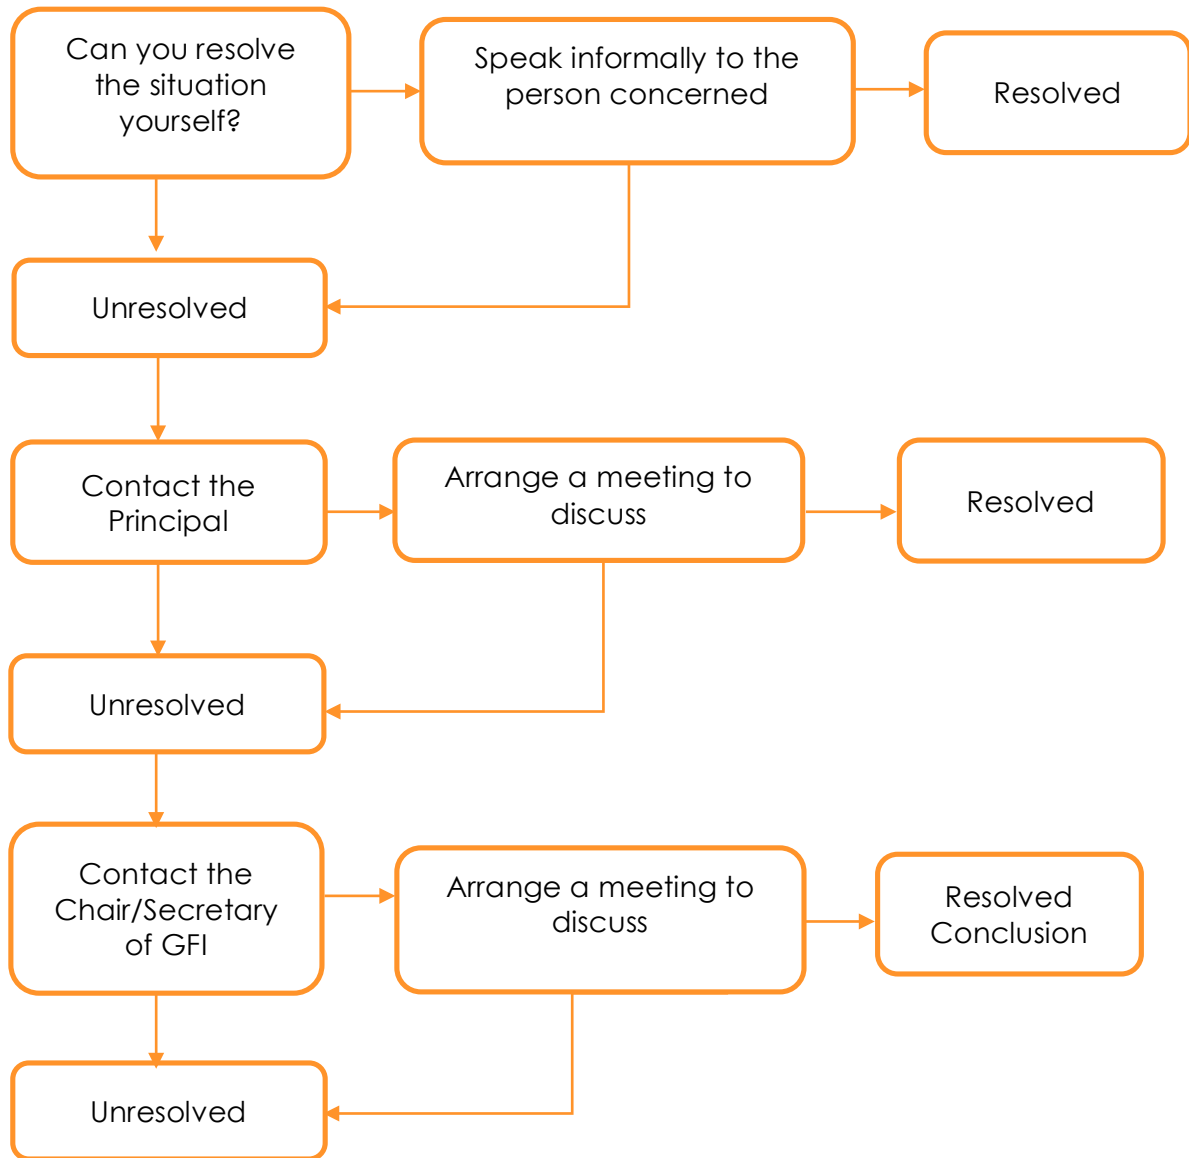 Can you resolve
the situation
yourself?
Speak informally to the
person concerned
Resolved
Unresolved
Contact the
Principal
Arrange a meeting to
discuss
Resolved
Unresolved
Contact the
Chair/Secretary
of GFI
Arrange a meeting to
discuss
Resolved
Conclusion
Unresolved